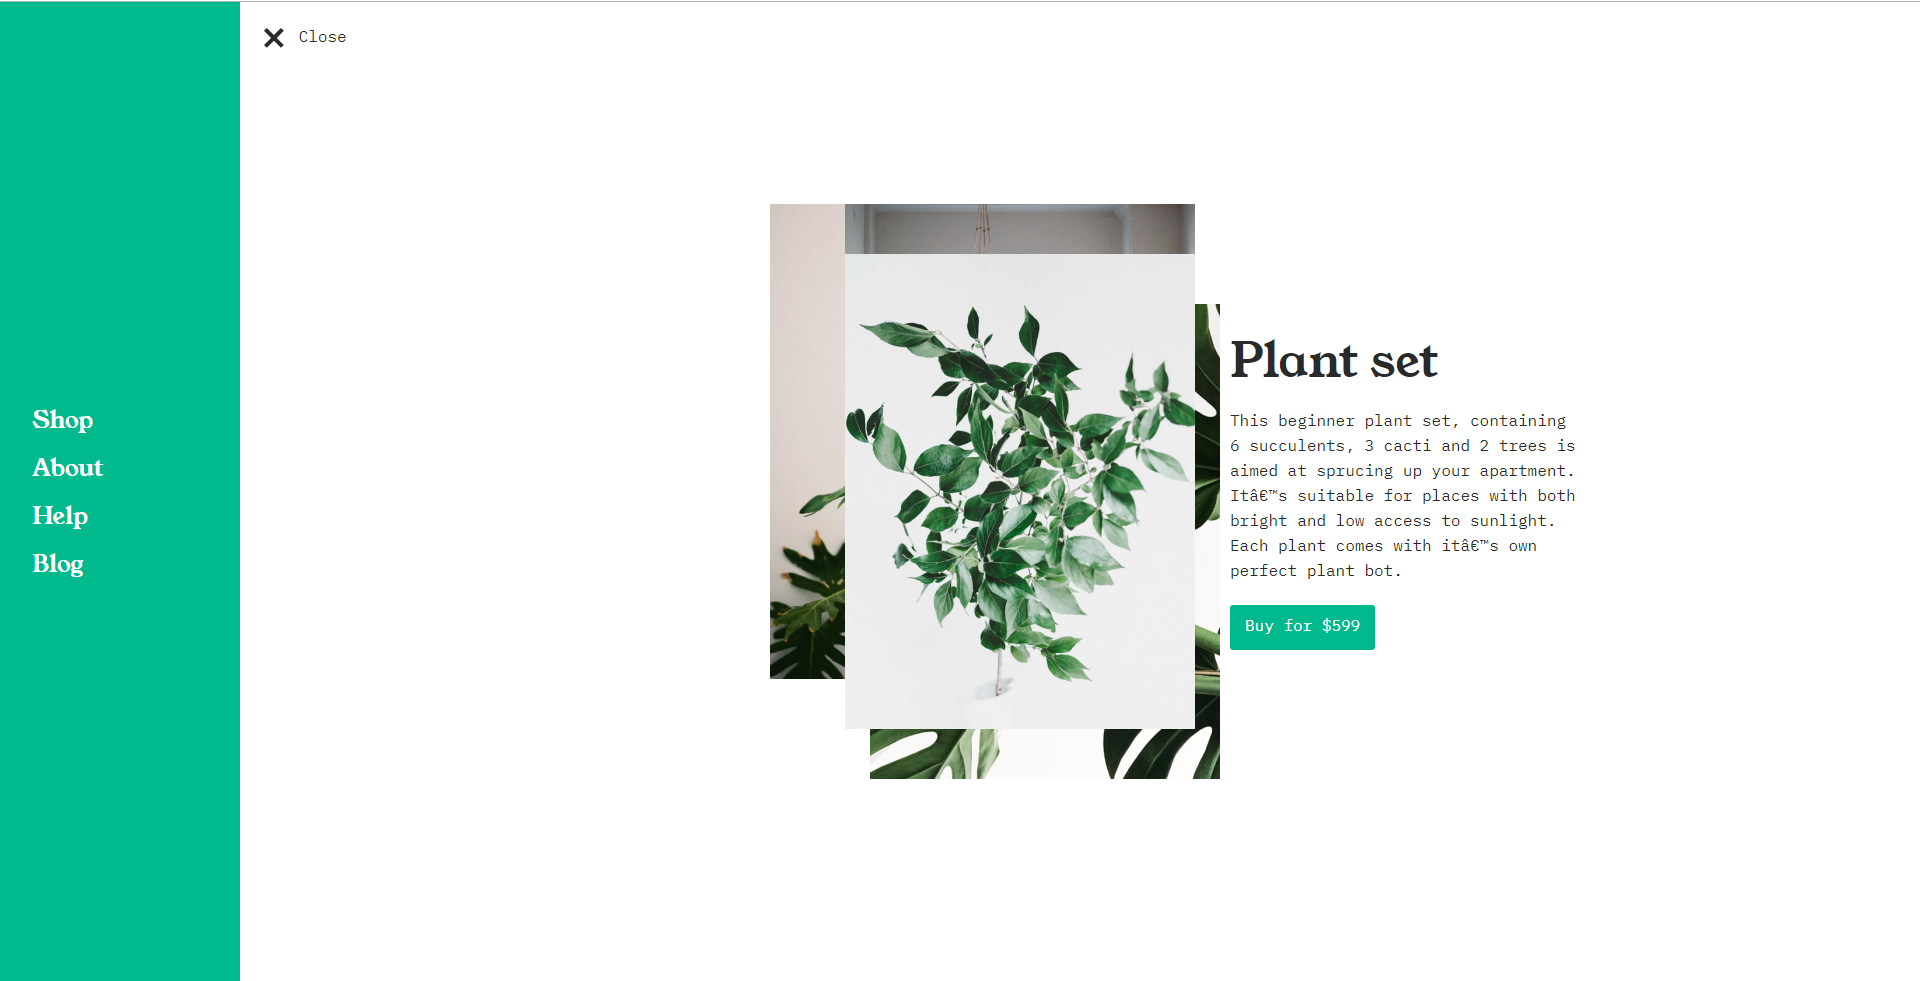 Close
Shop
About
Help
Blog
Plant set
This beginner plant set, containing
6 succulents, 3 cacti and 2 trees is
aimed at sprucing up your apartment.
Itâ€™s suitable for places with both
bright and low access to sunlight.
Each plant comes with itâ€™s own
perfect plant bot.
Buy for $599